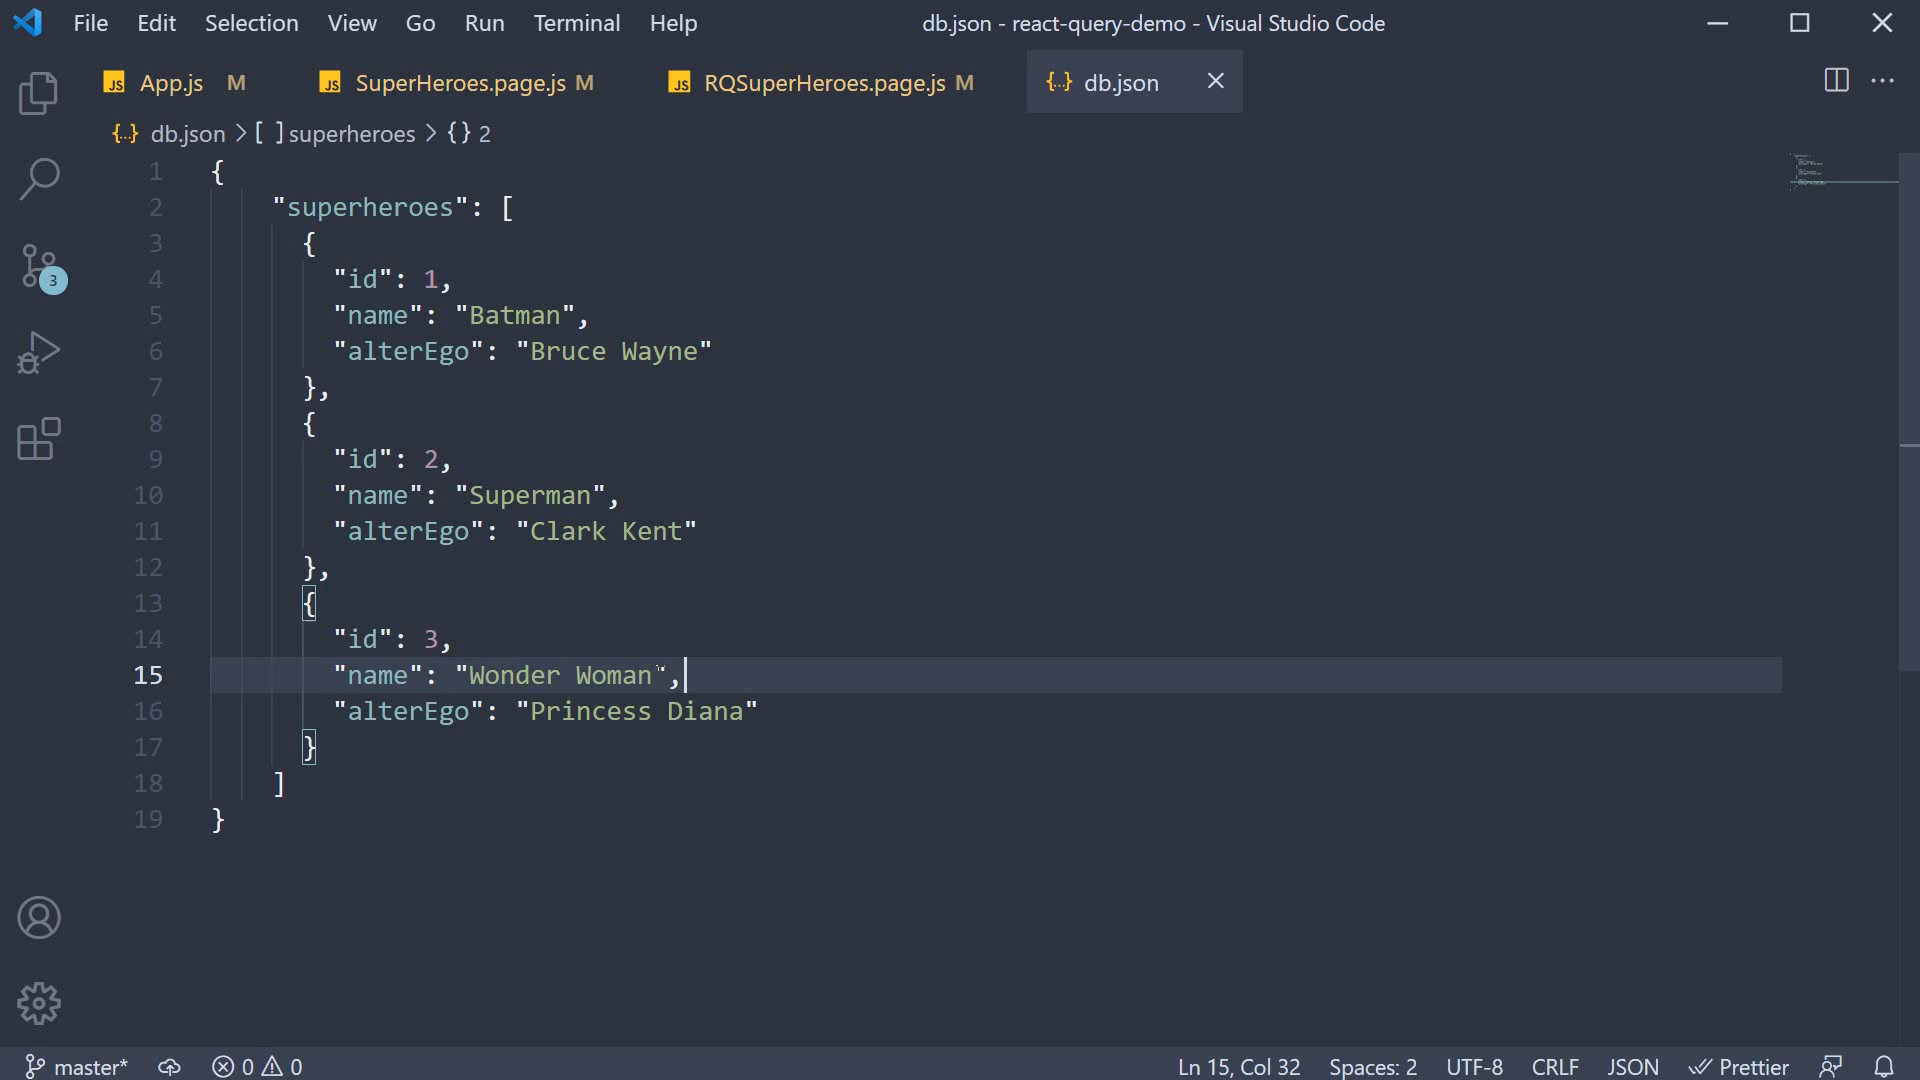 File Edit Selection View Go Run Terminal Help db.json - react-query-demo - Visual Studio Code
JS App.js M JS SuperHeroes.page.js M JS RQSuperHeroes.page.js M {..} db.json
{..} db.json > [ ] superheroes > {} 2
1 {
2 "superheroes": [
3 {
4 "id": 1,
5 "name": "Batman",
6 "alterEgo": "Bruce Wayne"
7 },
8 {
9 "id": 2,
10 "name": "Superman",
11 "alterEgo": "Clark Kent"
12 },
13 {
14 "id": 3,
15 "name": "Wonder Woman",
16 "alterEgo": "Princess Diana"
17 }
18 ]
19 }
3
master* 0 0 Ln 15, Col 32 Spaces: 2 UTF-8 CRLF JSON Prettier